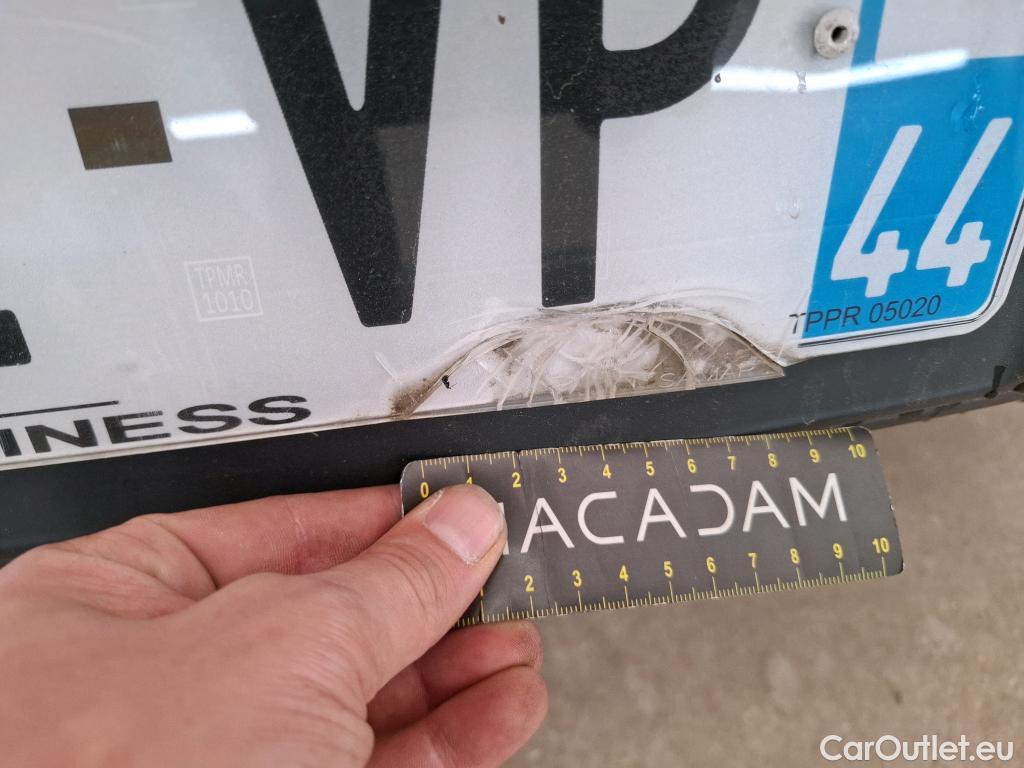 - VP
44
TPMR
1010
TPPR 05020
INESS
0 1 2 3 4 5 6 7 8 9 10
ACADAM
1 2 3 4 5 6 7 8 9 10
CarOutlet.eu